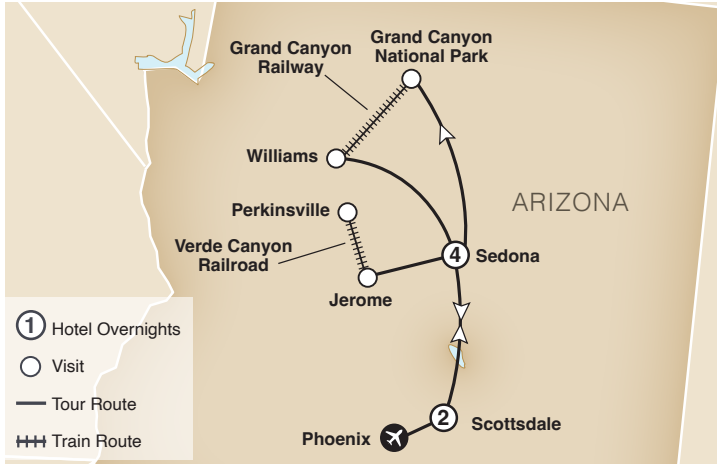 Grand Canyon
Railway
Grand Canyon
National Park
Williams
ARIZONA
Perkinsville
Verde Canyon
Railroad
4
Sedona
Jerome
1
Hotel Overnights
Visit
Tour Route
Train Route
2
Scottsdale
Phoenix